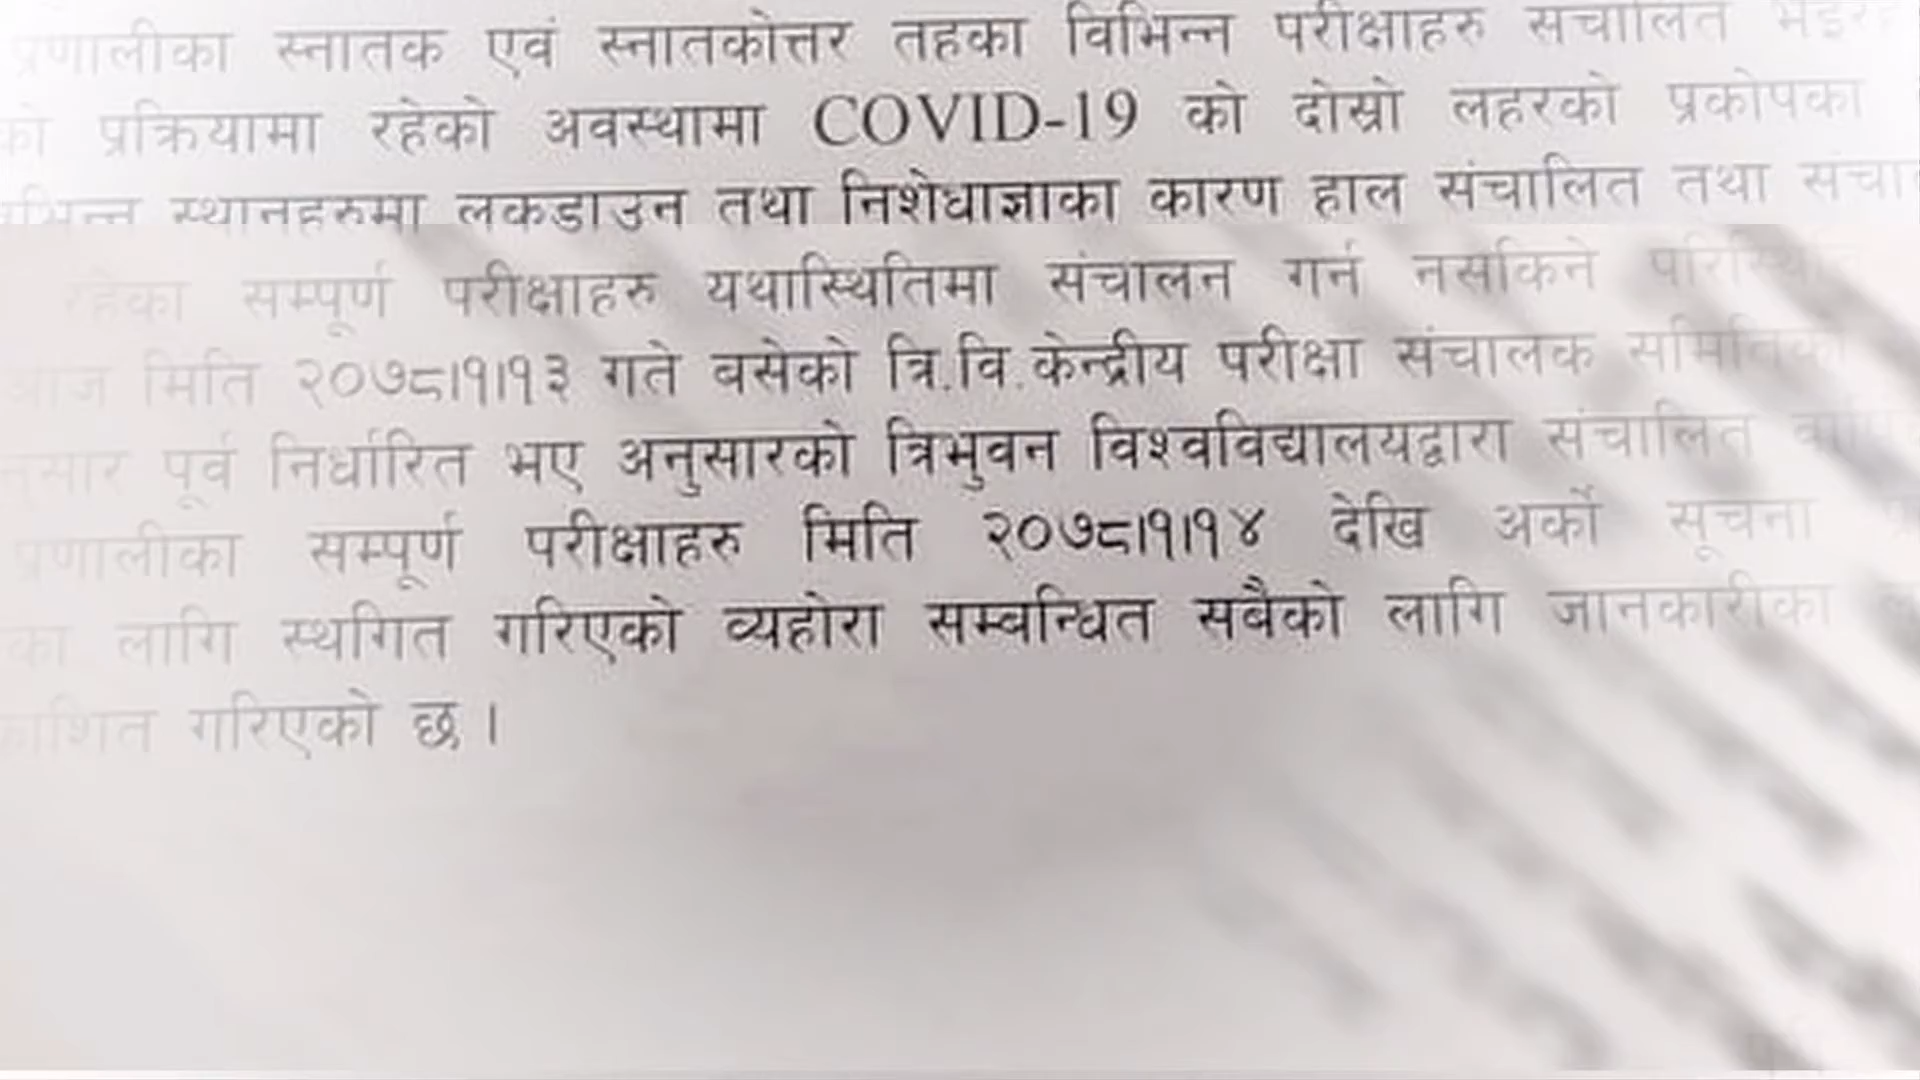 प्रणालीका स्नातक एवं स्नातकोत्तर तहका विभिन्न परीक्षाहरु संचालित
को प्रक्रियामा रहेको अवस्थामा COVID-19 को दोस्रो लहरको प्रकोपका
स्थानहरुमा लकडाउन तथा निशेधाज्ञाका कारण हाल संचालित तथा
रहेका सम्पूर्ण परीक्षाहरु यथास्थितिमा संचालन गर्न नसकिने
आज मिति २०७८।१।१३ गते बसेको त्रि.वि.केन्द्रीय परीक्षा संचालक समितिको
पूर्व निर्धारित भए अनुसारको त्रिभुवन विश्वविद्यालयद्वारा संचालित
प्रणालीका सम्पूर्ण परीक्षाहरु मिति २०७८।१।१४ देखि अर्को सूचना
का लागि स्थगित गरिएको व्यहोरा सम्बन्धित सबैको लागि जानकारीका
गरिएको छ ।